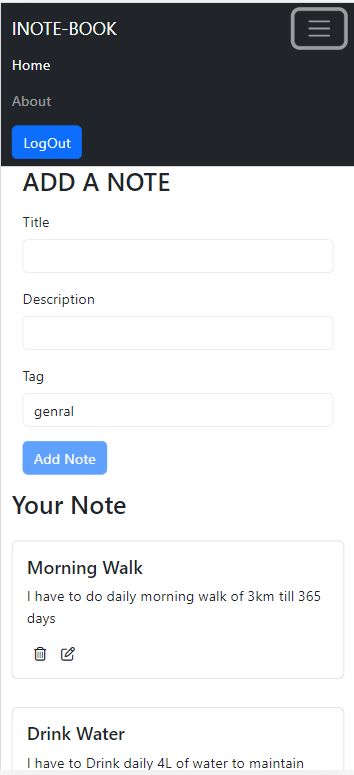 INOTE-BOOK
Home
About
LogOut
ADD A NOTE
Title
Description
Tag
genral
Add Note
Your Note
Morning Walk
I have to do daily morning walk of 3km till 365
days
Drink Water
I have to Drink daily 4L of water to maintain